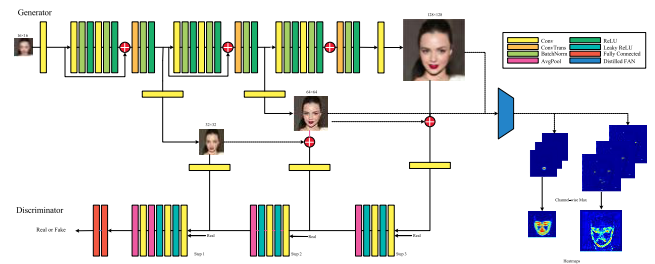 Generator
16×16
128×128
Conv
ConvTrans
BatchNorm
AvgPool
ReLU
Leaky ReLU
Fully Connected
Distilled FAN
64×64
32×32
Channel-wise Max
Discriminator
Real or Fake
Real
Real
Real
Step 1
Step 2
Step 3
Heatmaps